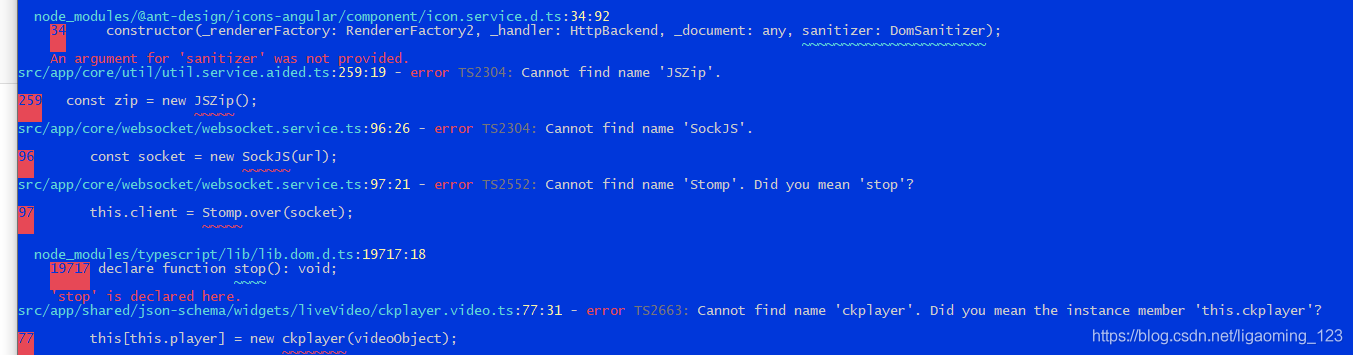 node_modules/@ant-design/icons-angular/component/icon.service.d.ts:34:92
34 constructor(_rendererFactory: RendererFactory2, _handler: HttpBackend, _document: any, sanitizer: DomSanitizer);
An argument for 'sanitizer' was not provided.
src/app/core/util/util.service.aided.ts:259:19 - error TS2304: Cannot find name 'JSZip'.
259 const zip = new JSZip();
src/app/core/websocket/websocket.service.ts:96:26 - error TS2304: Cannot find name 'SockJS'.
96 const socket = new SockJS(url);
src/app/core/websocket/websocket.service.ts:97:21 - error TS2552: Cannot find name 'Stomp'. Did you mean 'stop'?
97 this.client = Stomp.over(socket);
node_modules/typescript/lib/lib.dom.d.ts:19717:18
19717 declare function stop(): void;
'stop' is declared here.
src/app/shared/json-schema/widgets/liveVideo/ckplayer.video.ts:77:31 - error TS2663: Cannot find name 'ckplayer'. Did you mean the instance member 'this.ckplayer'?
77 this[this.player] = new ckplayer(videoObject);
https://blog.csdn.net/ligaoming_123